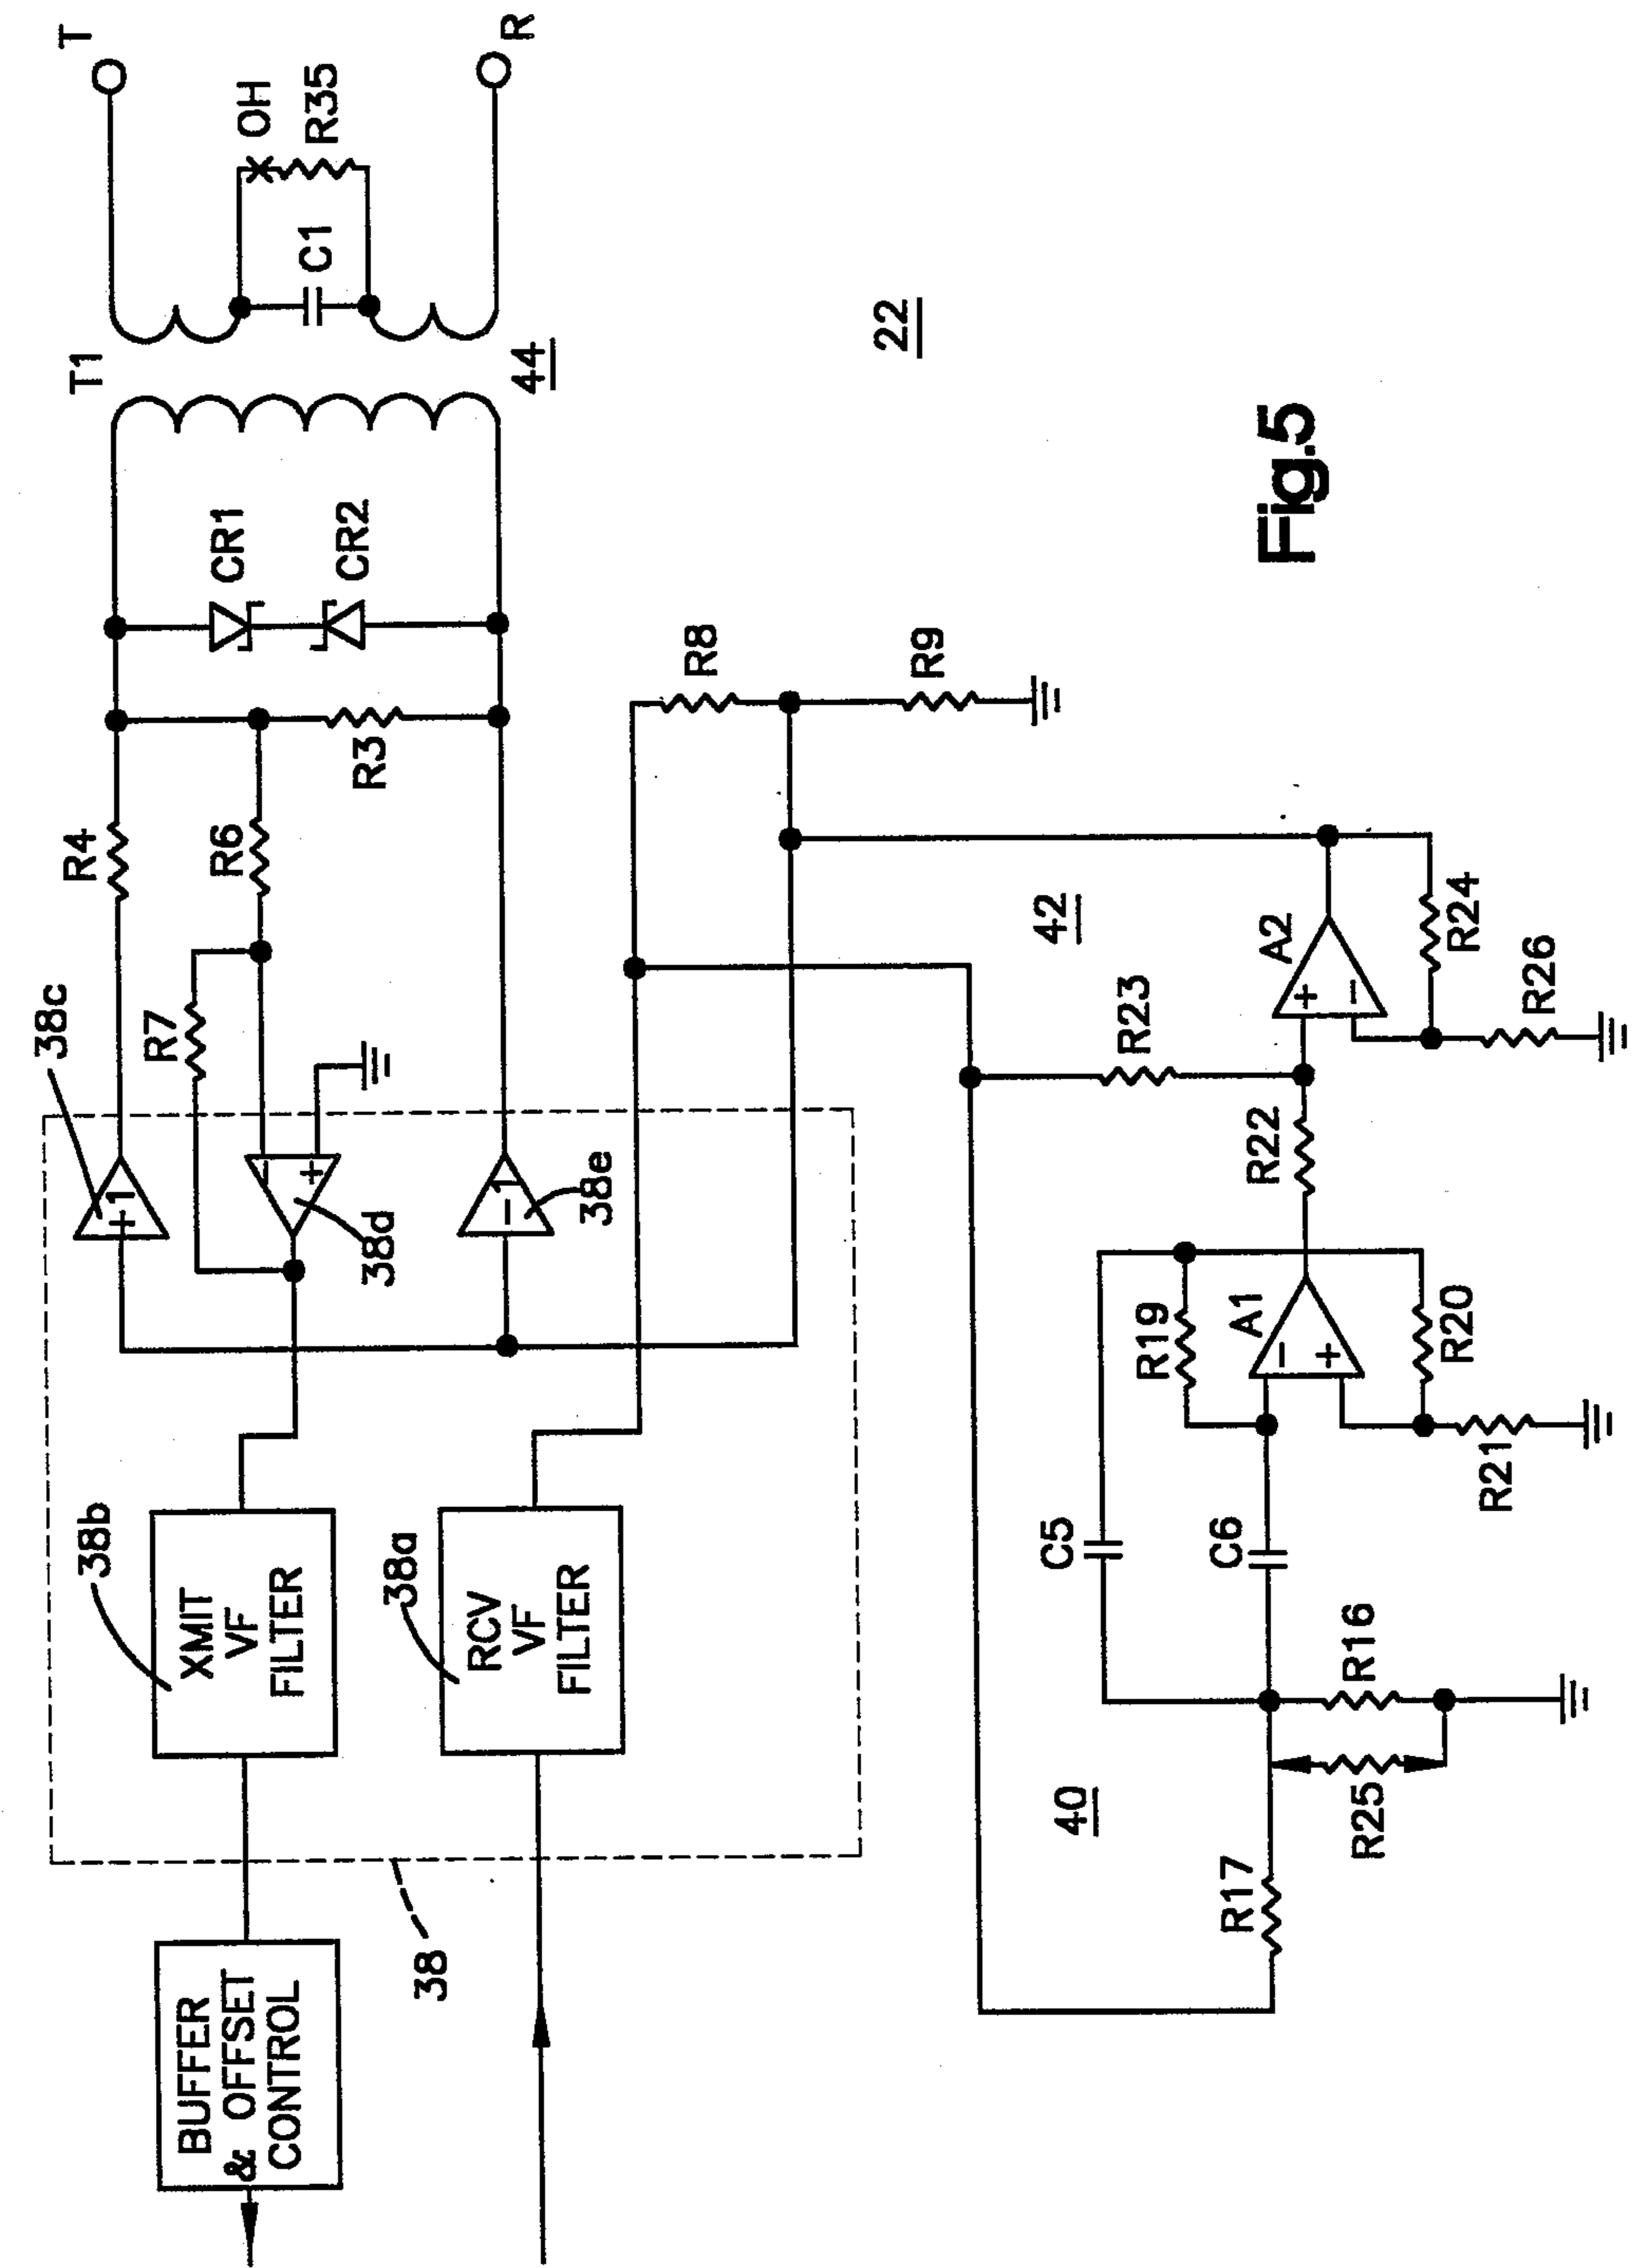 BUFFER
& OFFSET
CONTROL
38
38b
XMIT
VF
FILTER
38a
RCV
VF
FILTER
38c
+1
R4
R7
R6
- +
38d
-1
38e
R3
CR1
CR2
T1
44
C1
OH
R35
T
R
R8
R9
22
40
R17
R25
R16
C5
C6
R19
A1
- +
R20
R21
R22
R23
42
A2
+ -
R24
R26
Fig.5